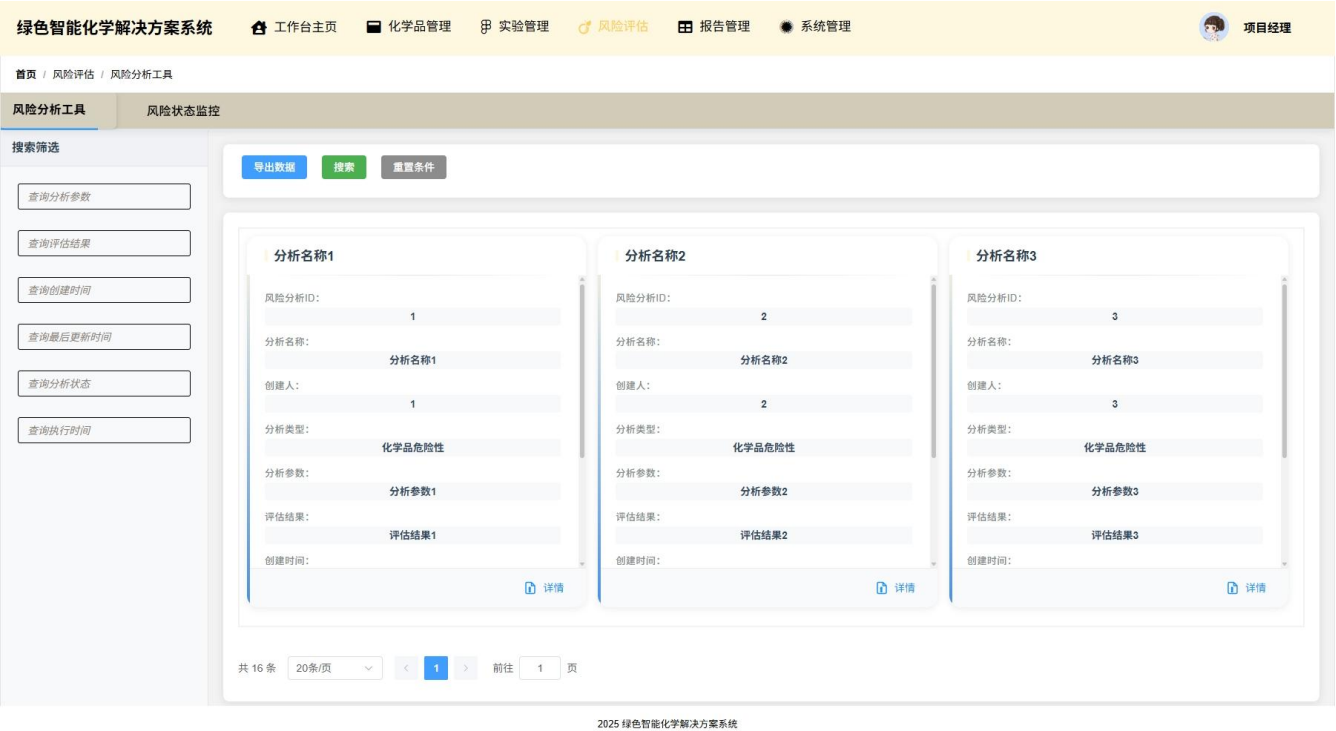 绿色智能化学解决方案系统 工作台主页 化学品管理 实验管理 风险评估 报告管理 系统管理 项目经理
首页 / 风险评估 / 风险分析工具
风险分析工具 风险状态监控
搜索筛选
查询分析参数
查询评估结果
查询创建时间
查询最后更新时间
查询分析状态
查询执行时间
导出数据 搜索 重置条件
分析名称1
风险分析ID:
1
分析名称:
分析名称1
创建人:
1
分析类型:
化学品危险性
分析参数:
分析参数1
评估结果:
评估结果1
创建时间:
详情
分析名称2
风险分析ID:
2
分析名称:
分析名称2
创建人:
2
分析类型:
化学品危险性
分析参数:
分析参数2
评估结果:
评估结果2
创建时间:
详情
分析名称3
风险分析ID:
3
分析名称:
分析名称3
创建人:
3
分析类型:
化学品危险性
分析参数:
分析参数3
评估结果:
评估结果3
创建时间:
详情
共 16 条 20条/页 1 前往 1 页
2025 绿色智能化学解决方案系统